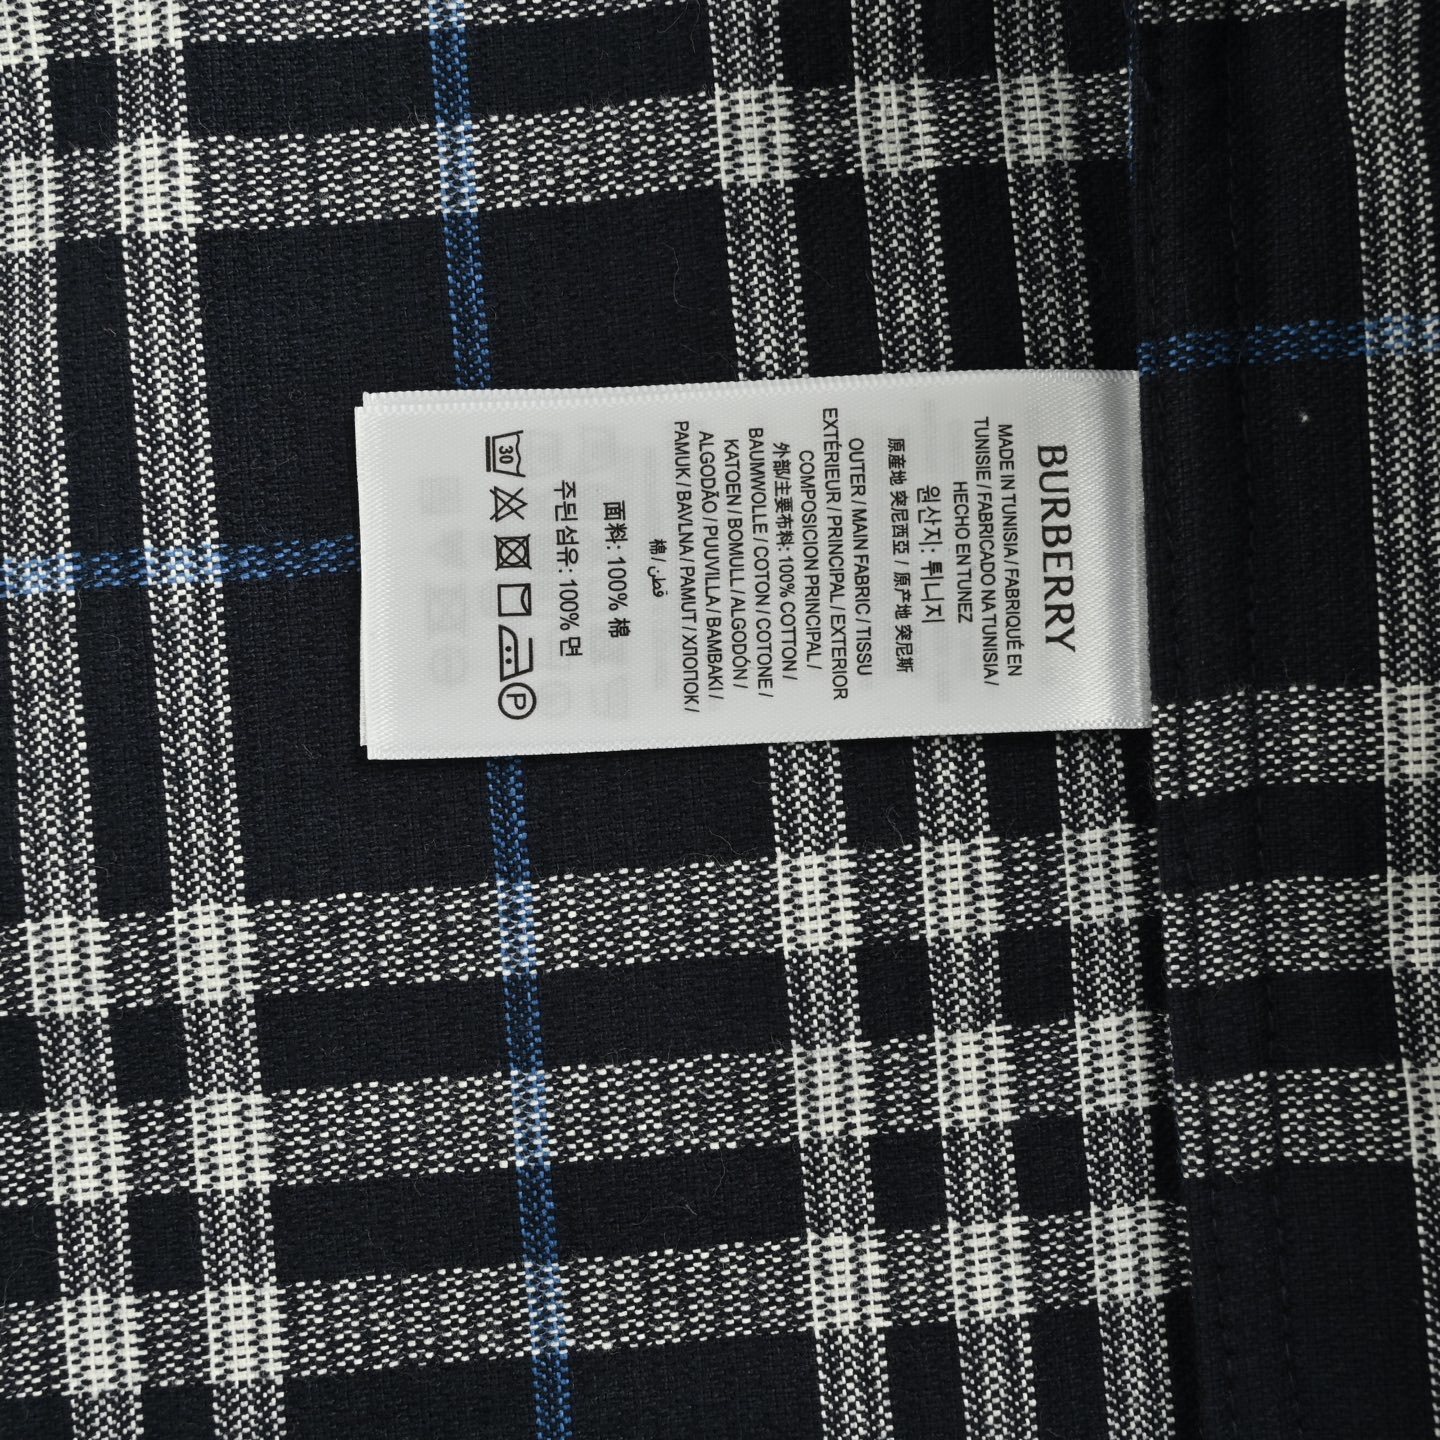 BURBERRY
MADE IN TUNISIA / FABRIQUÉ EN
TUNISIE / FABRICADO NA TUNISIA /
HECHO EN TUNEZ
원산지: 튀니지
原產地 突尼西亞 / 原产地 突尼斯
OUTER / MAIN FABRIC / TISSU
EXTÉRIEUR / PRINCIPAL / EXTERIOR
COMPOSICION PRINCIPAL /
外部/主要布料: 100% COTTON /
BAUMWOLLE / COTON / COTONE /
KATOEN / BOMULL / ALGODÓN /
ALGODÃO / PUUVILLA / BAMBAKI /
PAMUK / BAVLNA / PAMUT / ХЛОПОК /
棉 / قطن
面料: 100% 棉
주된섬유: 100% 면
30
P